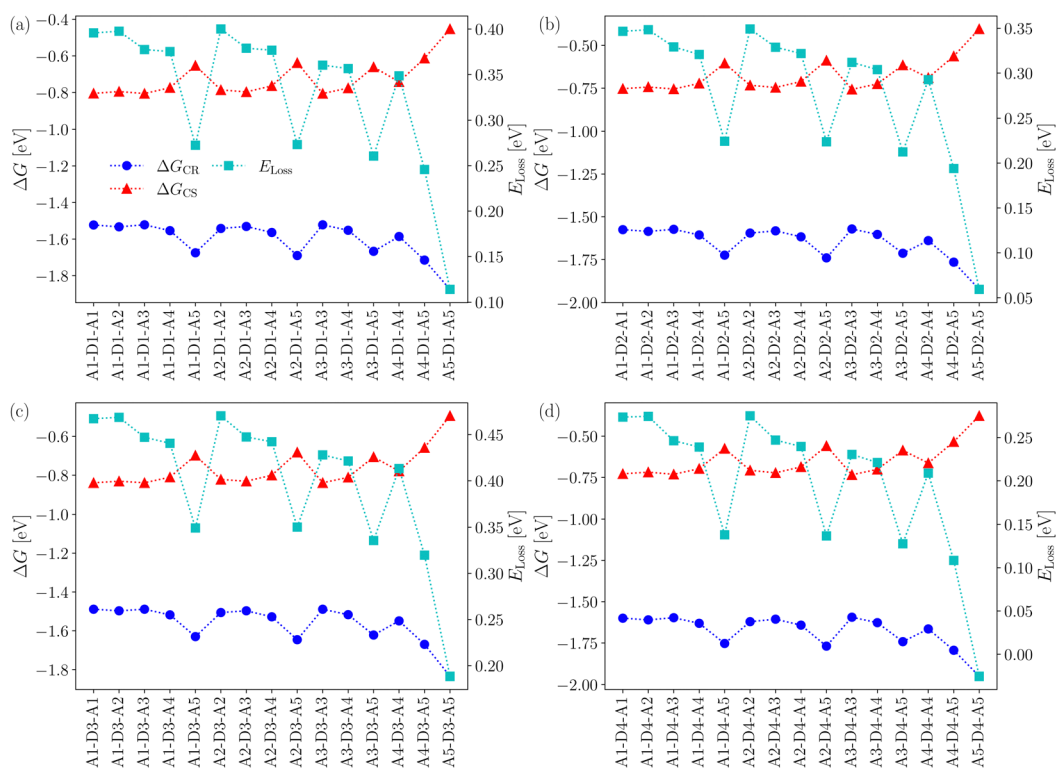 (a)
−0.4
−0.6
−0.8
−1.0
−1.2
−1.4
−1.6
−1.8
ΔG [eV]
0.40
0.35
0.30
0.25
0.20
0.15
0.10
E_Loss [eV]
ΔG_CR
ΔG_CS
E_Loss
A1-D1-A1
A1-D1-A2
A1-D1-A3
A1-D1-A4
A1-D1-A5
A2-D1-A2
A2-D1-A3
A2-D1-A4
A2-D1-A5
A3-D1-A3
A3-D1-A4
A3-D1-A5
A4-D1-A4
A4-D1-A5
A5-D1-A5
(b)
−0.50
−0.75
−1.00
−1.25
−1.50
−1.75
−2.00
ΔG [eV]
0.35
0.30
0.25
0.20
0.15
0.10
0.05
E_Loss [eV]
A1-D2-A1
A1-D2-A2
A1-D2-A3
A1-D2-A4
A1-D2-A5
A2-D2-A2
A2-D2-A3
A2-D2-A4
A2-D2-A5
A3-D2-A3
A3-D2-A4
A3-D2-A5
A4-D2-A4
A4-D2-A5
A5-D2-A5
(c)
−0.6
−0.8
−1.0
−1.2
−1.4
−1.6
−1.8
ΔG [eV]
0.45
0.40
0.35
0.30
0.25
0.20
E_Loss [eV]
A1-D3-A1
A1-D3-A2
A1-D3-A3
A1-D3-A4
A1-D3-A5
A2-D3-A2
A2-D3-A3
A2-D3-A4
A2-D3-A5
A3-D3-A3
A3-D3-A4
A3-D3-A5
A4-D3-A4
A4-D3-A5
A5-D3-A5
(d)
−0.50
−0.75
−1.00
−1.25
−1.50
−1.75
−2.00
ΔG [eV]
0.25
0.20
0.15
0.10
0.05
0.00
E_Loss [eV]
A1-D4-A1
A1-D4-A2
A1-D4-A3
A1-D4-A4
A1-D4-A5
A2-D4-A2
A2-D4-A3
A2-D4-A4
A2-D4-A5
A3-D4-A3
A3-D4-A4
A3-D4-A5
A4-D4-A4
A4-D4-A5
A5-D4-A5